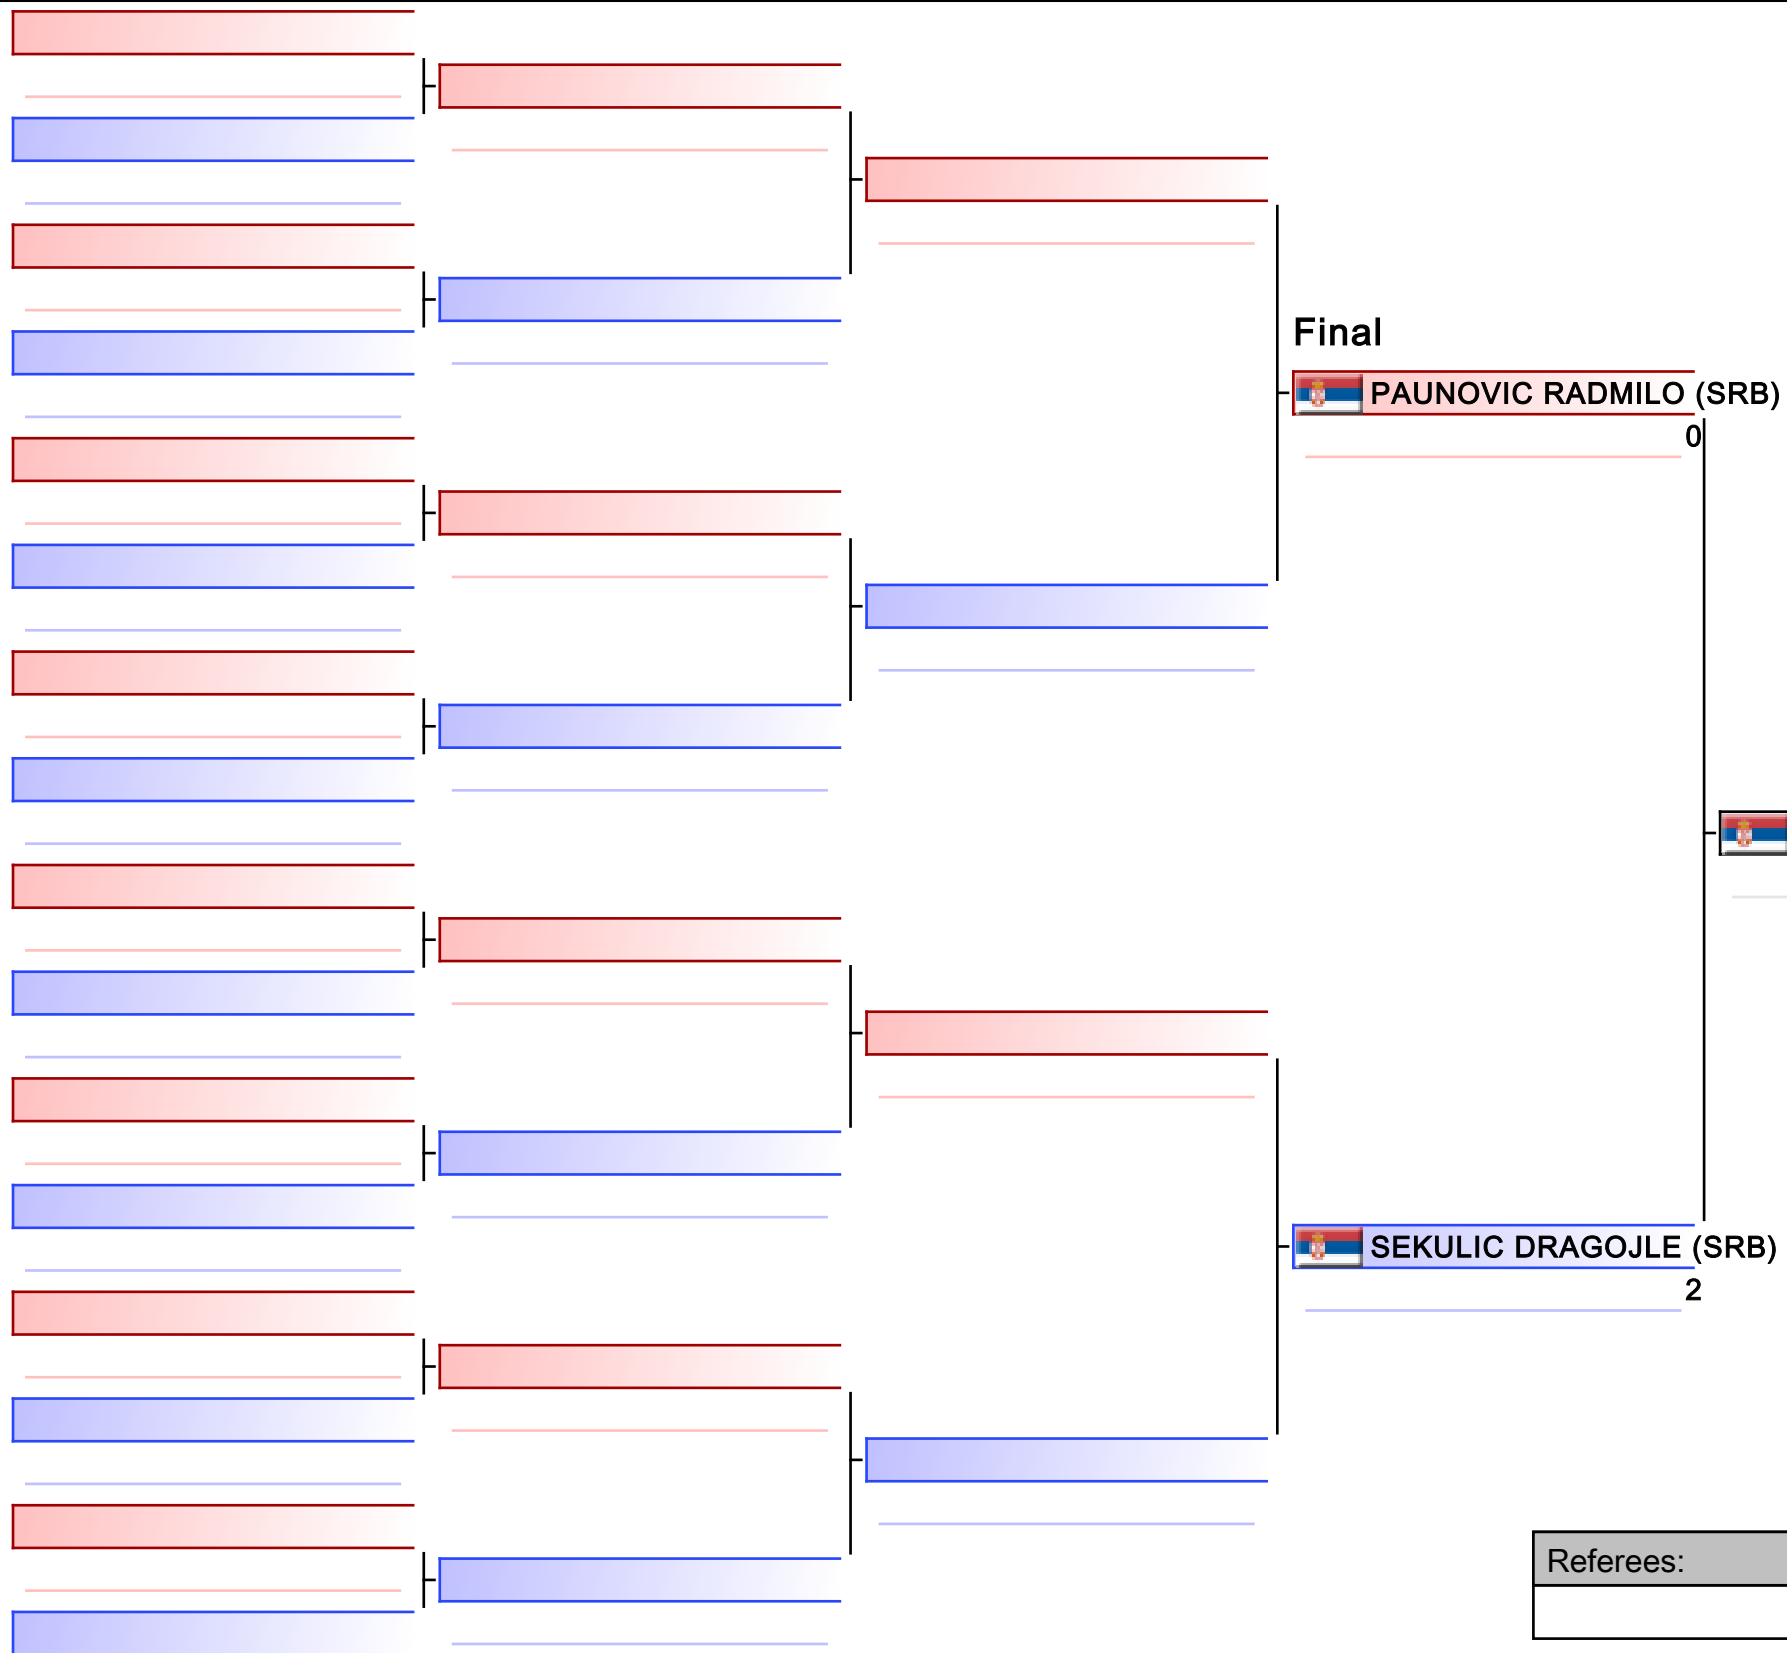 Final
PAUNOVIC RADMILO (SRB)
0
SEKULIC DRAGOJLE (SRB)
2
Referees: